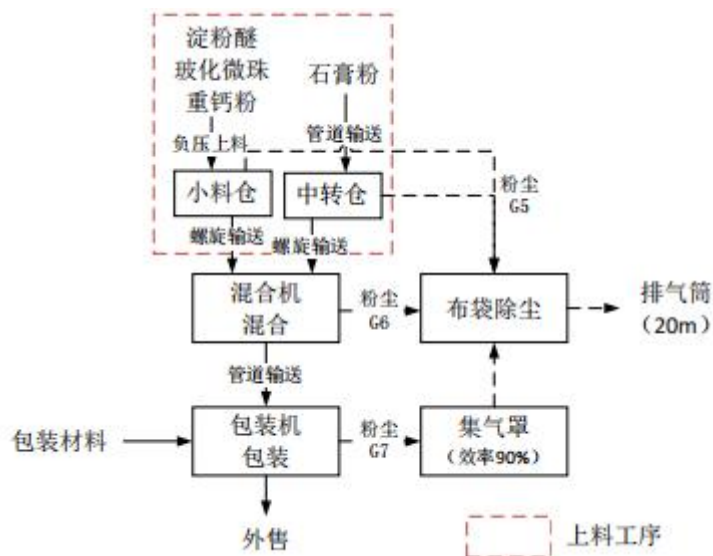 淀粉醚
玻化微珠
重钙粉
石膏粉
负压上料
管道输送
小料仓
中转仓
粉尘
G5
螺旋输送
螺旋输送
混合机
混合
粉尘
G6
布袋除尘
排气筒
（20m）
管道输送
包装材料
包装机
包装
粉尘
G7
集气罩
（效率90%）
外售
上料工序